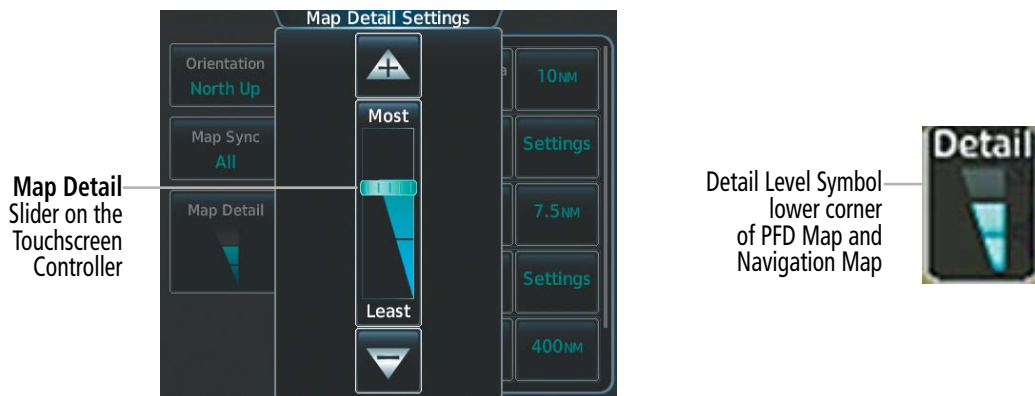 Map Detail Settings
Orientation
North Up
Map Sync
All
Map Detail
+
Most
Least
−
a
10NM
Settings
7.5NM
Settings
400NM
Map Detail
Slider on the
Touchscreen
Controller
Detail Level Symbol
lower corner
of PFD Map and
Navigation Map
Detail